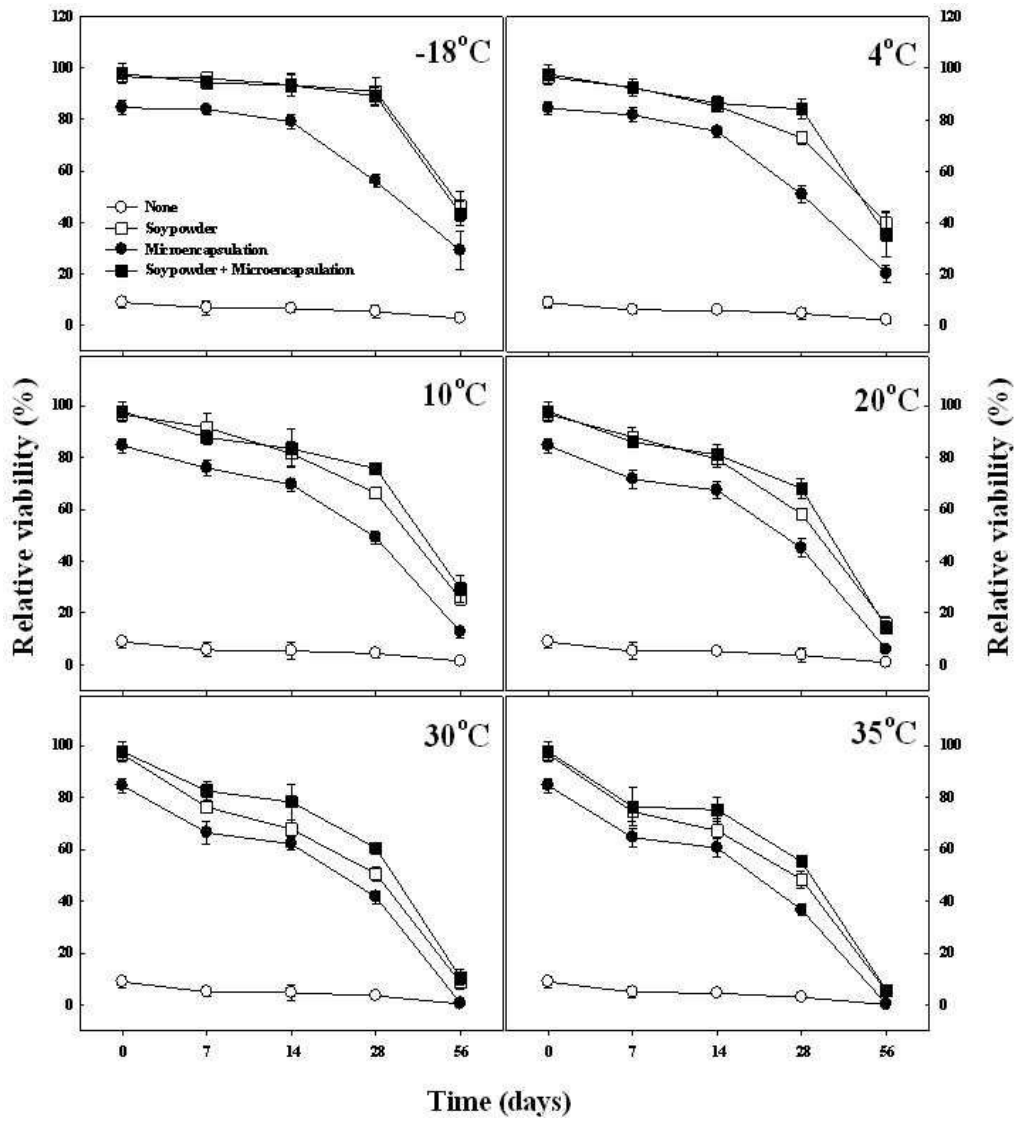 120
100
80
60
40
20
0
-18°C
None
Soypowder
Microencapsulation
Soypowder + Microencapsulation
4°C
120
100
80
60
40
20
0
Relative viability (%)
100
80
60
40
20
0
10°C
20°C
100
80
60
40
20
0
Relative viability (%)
100
80
60
40
20
0
30°C
35°C
100
80
60
40
20
0
0 7 14 28 56 0 7 14 28 56
Time (days)